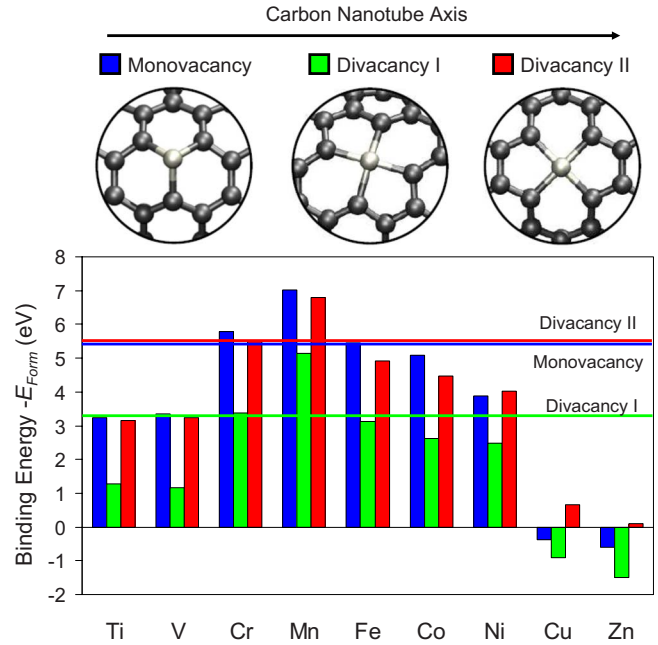 Carbon Nanotube Axis
Monovacancy Divacancy I Divacancy II
Binding Energy -E_Form (eV)
8
7
6
5
4
3
2
1
0
-1
-2
Divacancy II
Monovacancy
Divacancy I
Ti V Cr Mn Fe Co Ni Cu Zn